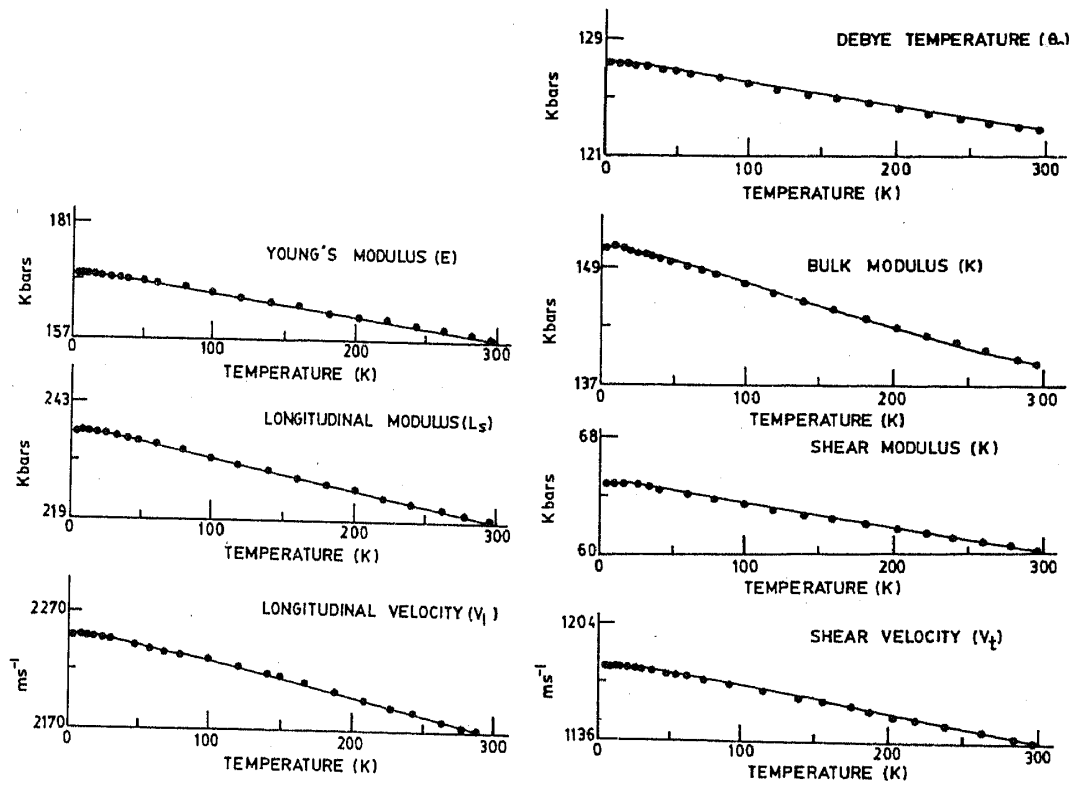 181
YOUNG'S MODULUS (E)
Kbars
157
0 100 200 300
TEMPERATURE (K)
243
LONGITUDINAL MODULUS (Ls)
Kbars
219
0 100 200 300
TEMPERATURE (K)
2270
LONGITUDINAL VELOCITY (Vl)
ms-1
2170
0 100 200 300
TEMPERATURE (K)
129
DEBYE TEMPERATURE
Kbars
121
0 100 200 300
TEMPERATURE (K)
149
BULK MODULUS (K)
Kbars
137
0 100 200 300
TEMPERATURE (K)
68
SHEAR MODULUS (K)
Kbars
60
0 100 200 300
TEMPERATURE (K)
1204
SHEAR VELOCITY (Vt)
ms-1
1136
0 100 200 300
TEMPERATURE (K)